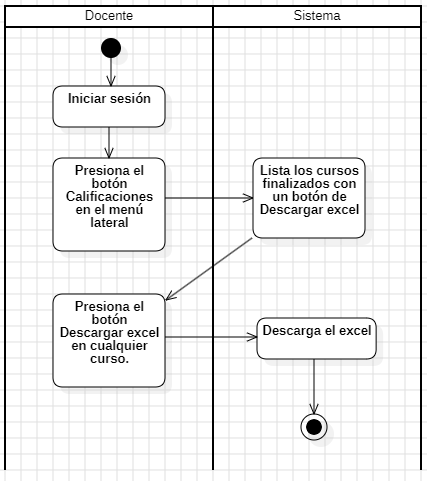 Docente
Sistema
Iniciar sesión
Presiona el
botón
Calificaciones
en el menú
lateral
Lista los cursos
finalizados con
un botón de
Descargar excel
Presiona el
botón
Descargar excel
en cualquier
curso.
Descarga el excel